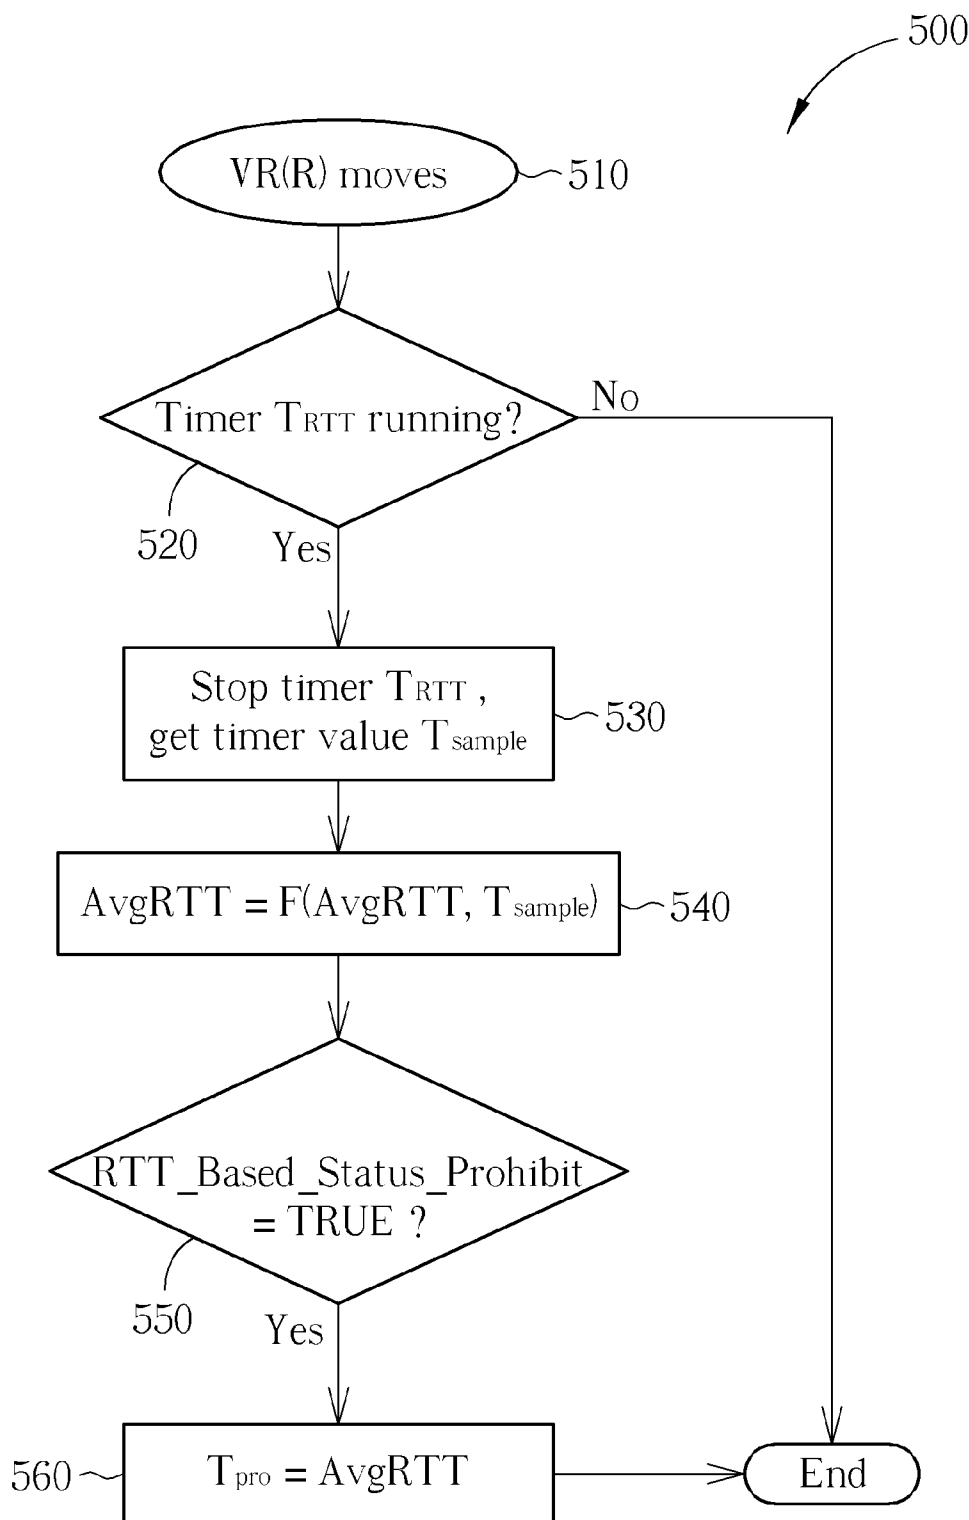 500
VR(R) moves
510
Timer TRTT running?
No
520
Yes
Stop timer TRTT ,
get timer value Tsample
530
AvgRTT = F(AvgRTT, Tsample)
540
RTT_Based_Status_Prohibit
= TRUE ?
550
Yes
560
Tpro = AvgRTT
End